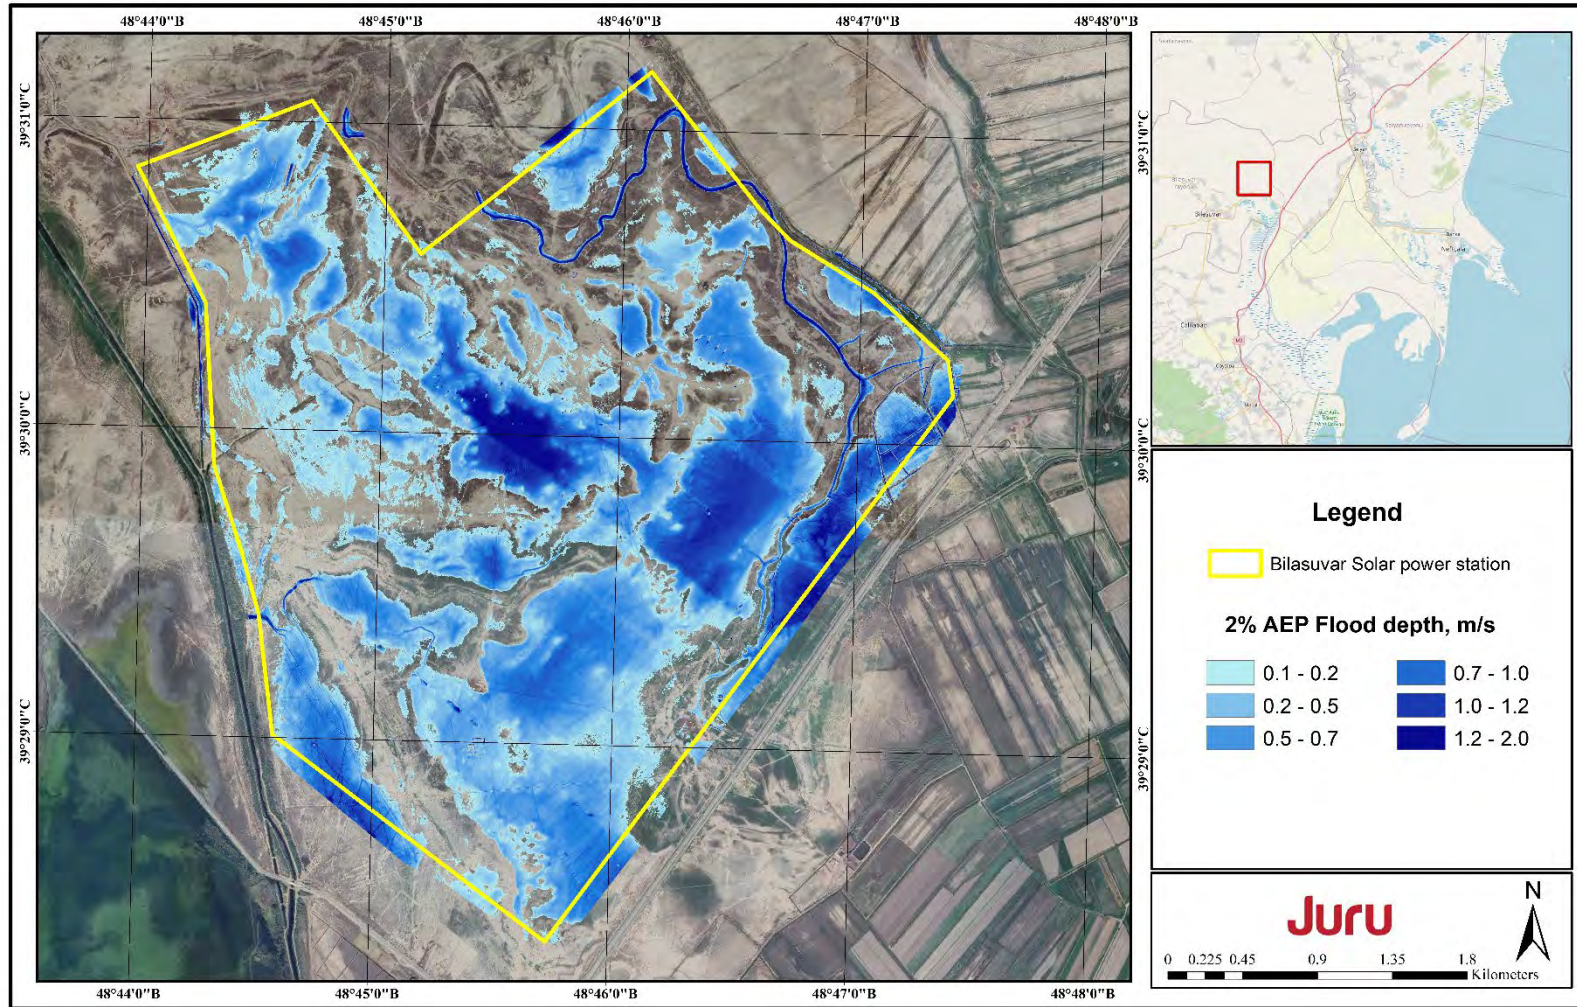 48°44'0"B 48°45'0"B 48°46'0"B 48°47'0"B 48°48'0"B
39°31'0"C
39°30'0"C
39°29'0"C
39°31'0"C
39°30'0"C
39°29'0"C
48°44'0"B 48°45'0"B 48°46'0"B 48°47'0"B 48°48'0"B
Biləsuvar
Neftçala
Legend
Bilasuvar Solar power station
2% AEP Flood depth, m/s
0.1 - 0.2 0.7 - 1.0
0.2 - 0.5 1.0 - 1.2
0.5 - 0.7 1.2 - 2.0
Juru
N
0 0.225 0.45 0.9 1.35 1.8
Kilometers